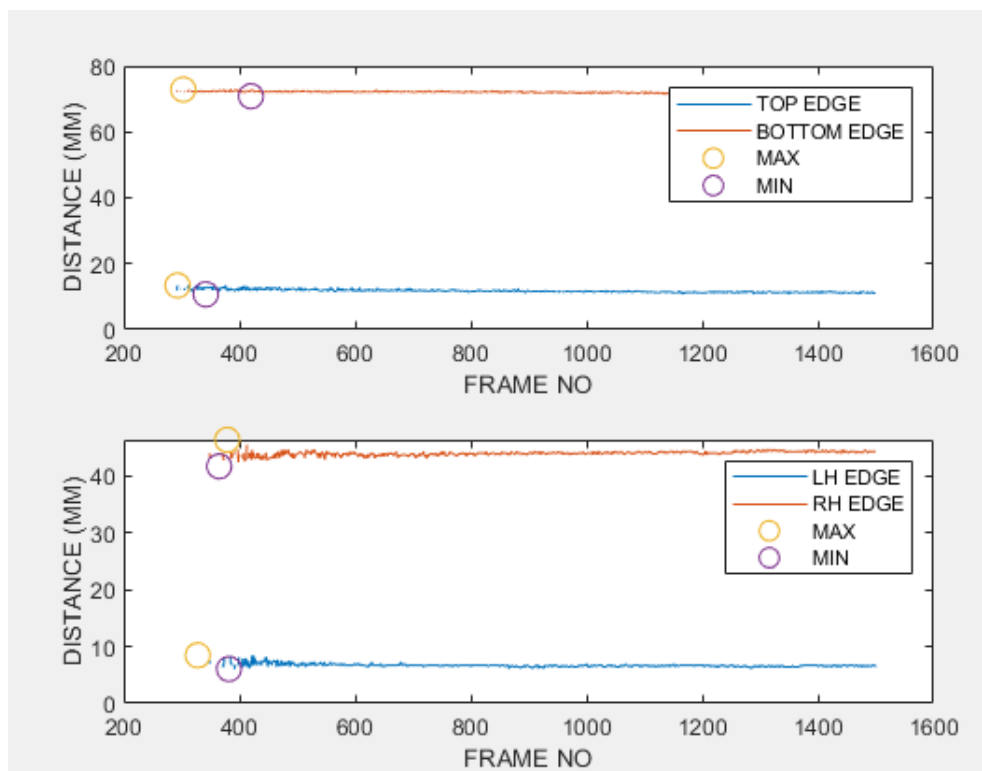 80
60
40
20
0
DISTANCE (MM)
TOP EDGE
BOTTOM EDGE
MAX
MIN
200 400 600 800 1000 1200 1400 1600
FRAME NO
40
30
20
10
0
DISTANCE (MM)
LH EDGE
RH EDGE
MAX
MIN
200 400 600 800 1000 1200 1400 1600
FRAME NO